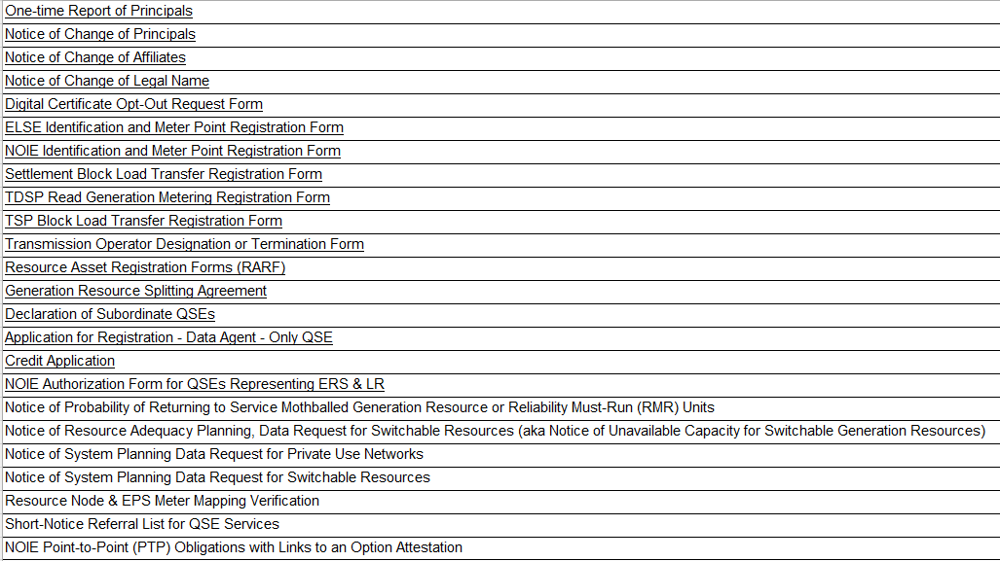 One-time Report of Principals
Notice of Change of Principals
Notice of Change of Affiliates
Notice of Change of Legal Name
Digital Certificate Opt-Out Request Form
ELSE Identification and Meter Point Registration Form
NOIE Identification and Meter Point Registration Form
Settlement Block Load Transfer Registration Form
TDSP Read Generation Metering Registration Form
TSP Block Load Transfer Registration Form
Transmission Operator Designation or Termination Form
Resource Asset Registration Forms (RARF)
Generation Resource Splitting Agreement
Declaration of Subordinate QSEs
Application for Registration - Data Agent - Only QSE
Credit Application
NOIE Authorization Form for QSEs Representing ERS & LR
Notice of Probability of Returning to Service Mothballed Generation Resource or Reliability Must-Run (RMR) Units
Notice of Resource Adequacy Planning, Data Request for Switchable Resources (aka Notice of Unavailable Capacity for Switchable Generation Resources)
Notice of System Planning Data Request for Private Use Networks
Notice of System Planning Data Request for Switchable Resources
Resource Node & EPS Meter Mapping Verification
Short-Notice Referral List for QSE Services
NOIE Point-to-Point (PTP) Obligations with Links to an Option Attestation